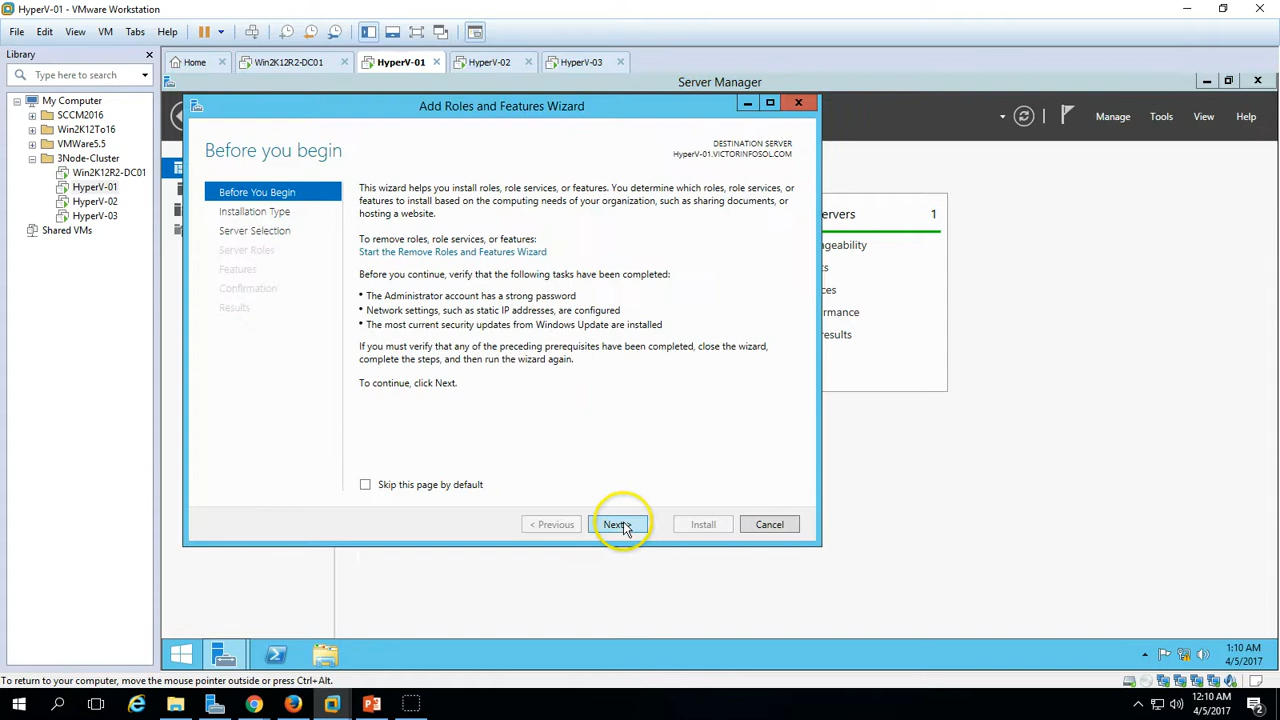 HyperV-01 - VMware Workstation
File Edit View VM Tabs Help
Library
Type here to search
My Computer
SCCM2016
Win2K12To16
VMWare5.5
3Node-Cluster
Win2K12R2-DC01
HyperV-01
HyperV-02
HyperV-03
Shared VMs
Home Win2K12R2-DC01 HyperV-01 HyperV-02 HyperV-03
Server Manager
Manage Tools View Help
Add Roles and Features Wizard
Before you begin
DESTINATION SERVER
HyperV-01.VICTORINFOSOL.COM
Before You Begin
Installation Type
Server Selection
Server Roles
Features
Confirmation
Results
This wizard helps you install roles, role services, or features. You determine which roles, role services, or
features to install based on the computing needs of your organization, such as sharing documents, or
hosting a website.
To remove roles, role services, or features:
Start the Remove Roles and Features Wizard
Before you continue, verify that the following tasks have been completed:
• The Administrator account has a strong password
• Network settings, such as static IP addresses, are configured
• The most current security updates from Windows Update are installed
If you must verify that any of the preceding prerequisites have been completed, close the wizard,
complete the steps, and then run the wizard again.
To continue, click Next.
Skip this page by default
< Previous Next > Install Cancel
ervers 1
ageability
ts
ces
rmance
results
1:10 AM
4/5/2017
To return to your computer, move the mouse pointer outside or press Ctrl+Alt.
12:10 AM
4/5/2017
2